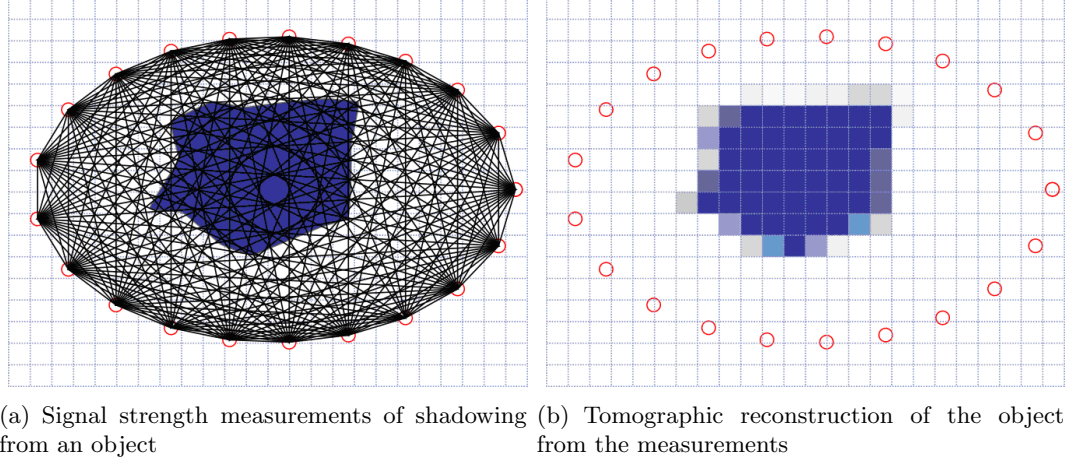 (a) Signal strength measurements of shadowing
from an object
(b) Tomographic reconstruction of the object
from the measurements